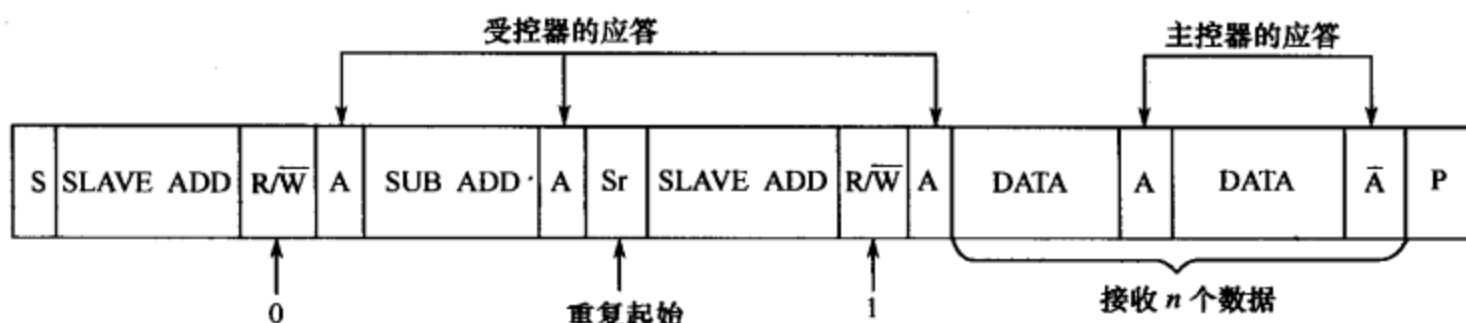 受控器的应答 主控器的应答
S SLAVE ADD R/W̅ A SUB ADD A Sr SLAVE ADD R/W̅ A DATA A DATA A̅ P
0 重复起始 1 接收 n 个数据